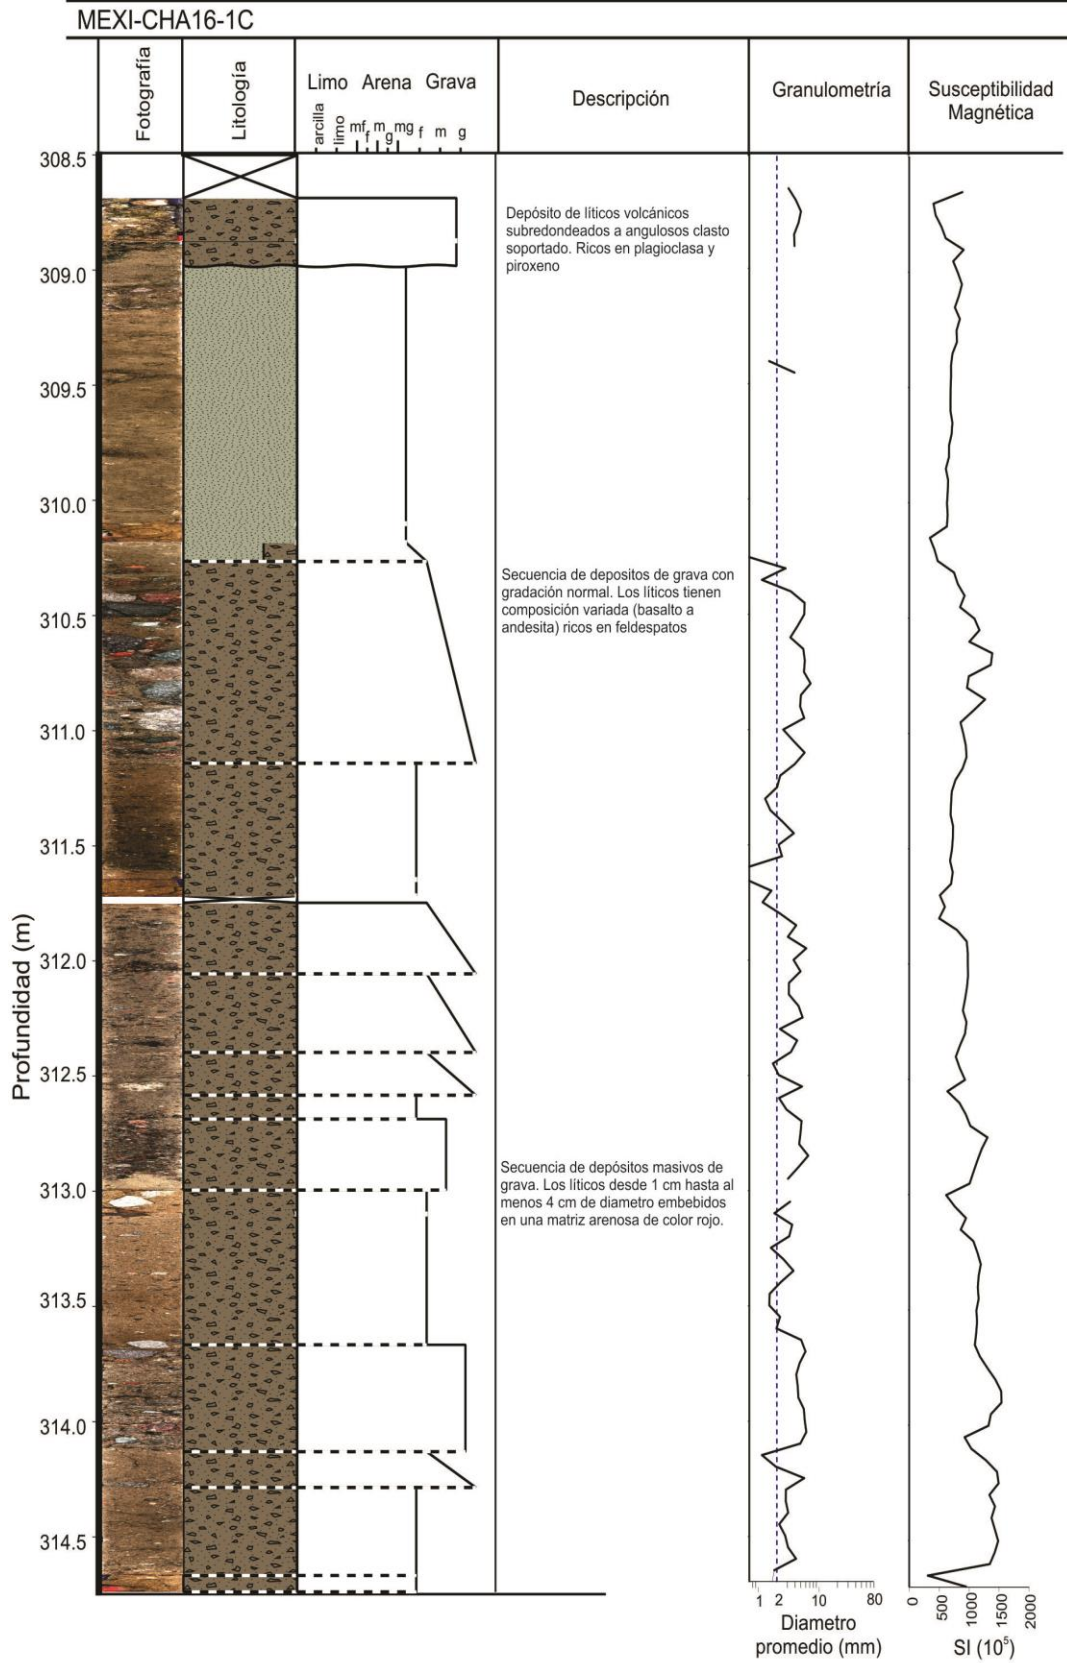 MEXI-CHA16-1C
Fotografía
Litología
Limo Arena Grava
arcilla limo mf f m g mg f m g
Descripción
Granulometría
Susceptibilidad
Magnética
308.5
309.0
309.5
310.0
310.5
311.0
311.5
312.0
312.5
313.0
313.5
314.0
314.5
Profundidad (m)
Depósito de líticos volcánicos
subredondeados a angulosos clasto
soportado. Ricos en plagioclasa y
piroxeno
Secuencia de depositos de grava con
gradación normal. Los líticos tienen
composición variada (basalto a
andesita) ricos en feldespatos
Secuencia de depósitos masivos de
grava. Los líticos desde 1 cm hasta al
menos 4 cm de diametro embebidos
en una matriz arenosa de color rojo.
1 2 10 80
Diametro
promedio (mm)
0 500 1000 1500 2000
SI (10⁵)